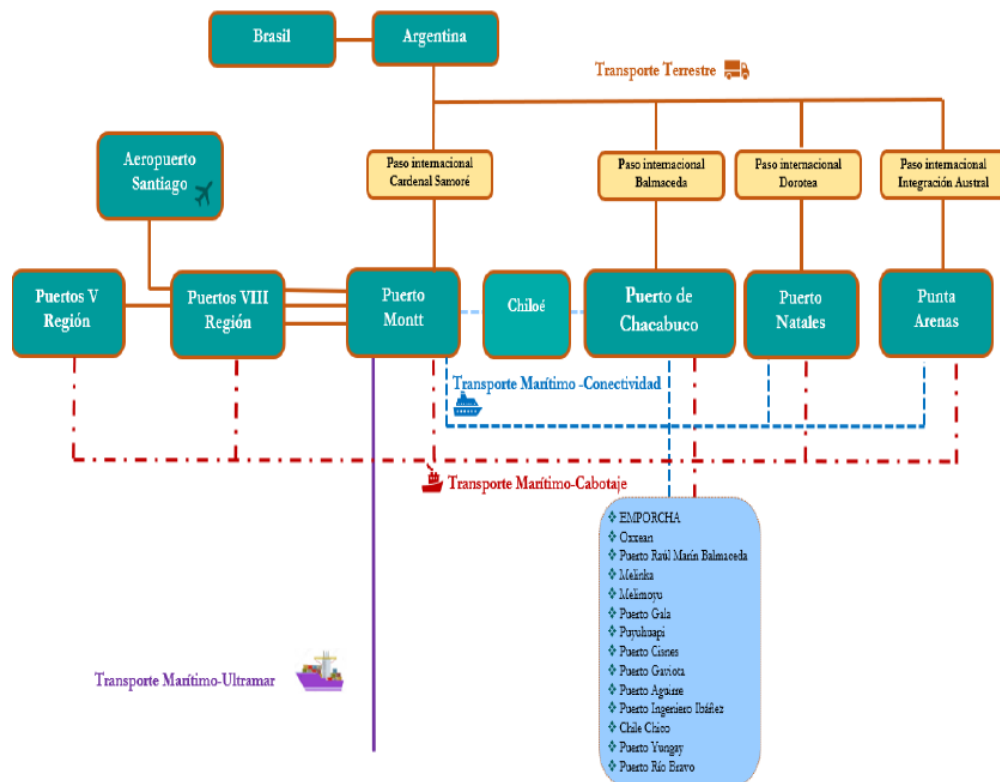 Brasil
Argentina
Transporte Terrestre
Aeropuerto
Santiago
Paso internacional
Cardenal Samoré
Paso internacional
Balmaceda
Paso internacional
Dorotea
Paso internacional
Integración Austral
Puertos V
Región
Puertos VIII
Región
Puerto
Montt
Chiloé
Puerto de
Chacabuco
Puerto
Natales
Punta
Arenas
Transporte Marítimo -Conectividad
Transporte Marítimo-Cabotaje
EMPORCHA
Oxxean
Puerto Raúl Marín Balmaceda
Melinka
Melimoyu
Puerto Gala
Puyuhuapi
Puerto Cisnes
Puerto Gaviota
Puerto Aguirre
Puerto Ingeniero Ibáñez
Chile Chico
Puerto Yungay
Puerto Río Bravo
Transporte Marítimo-Ultramar